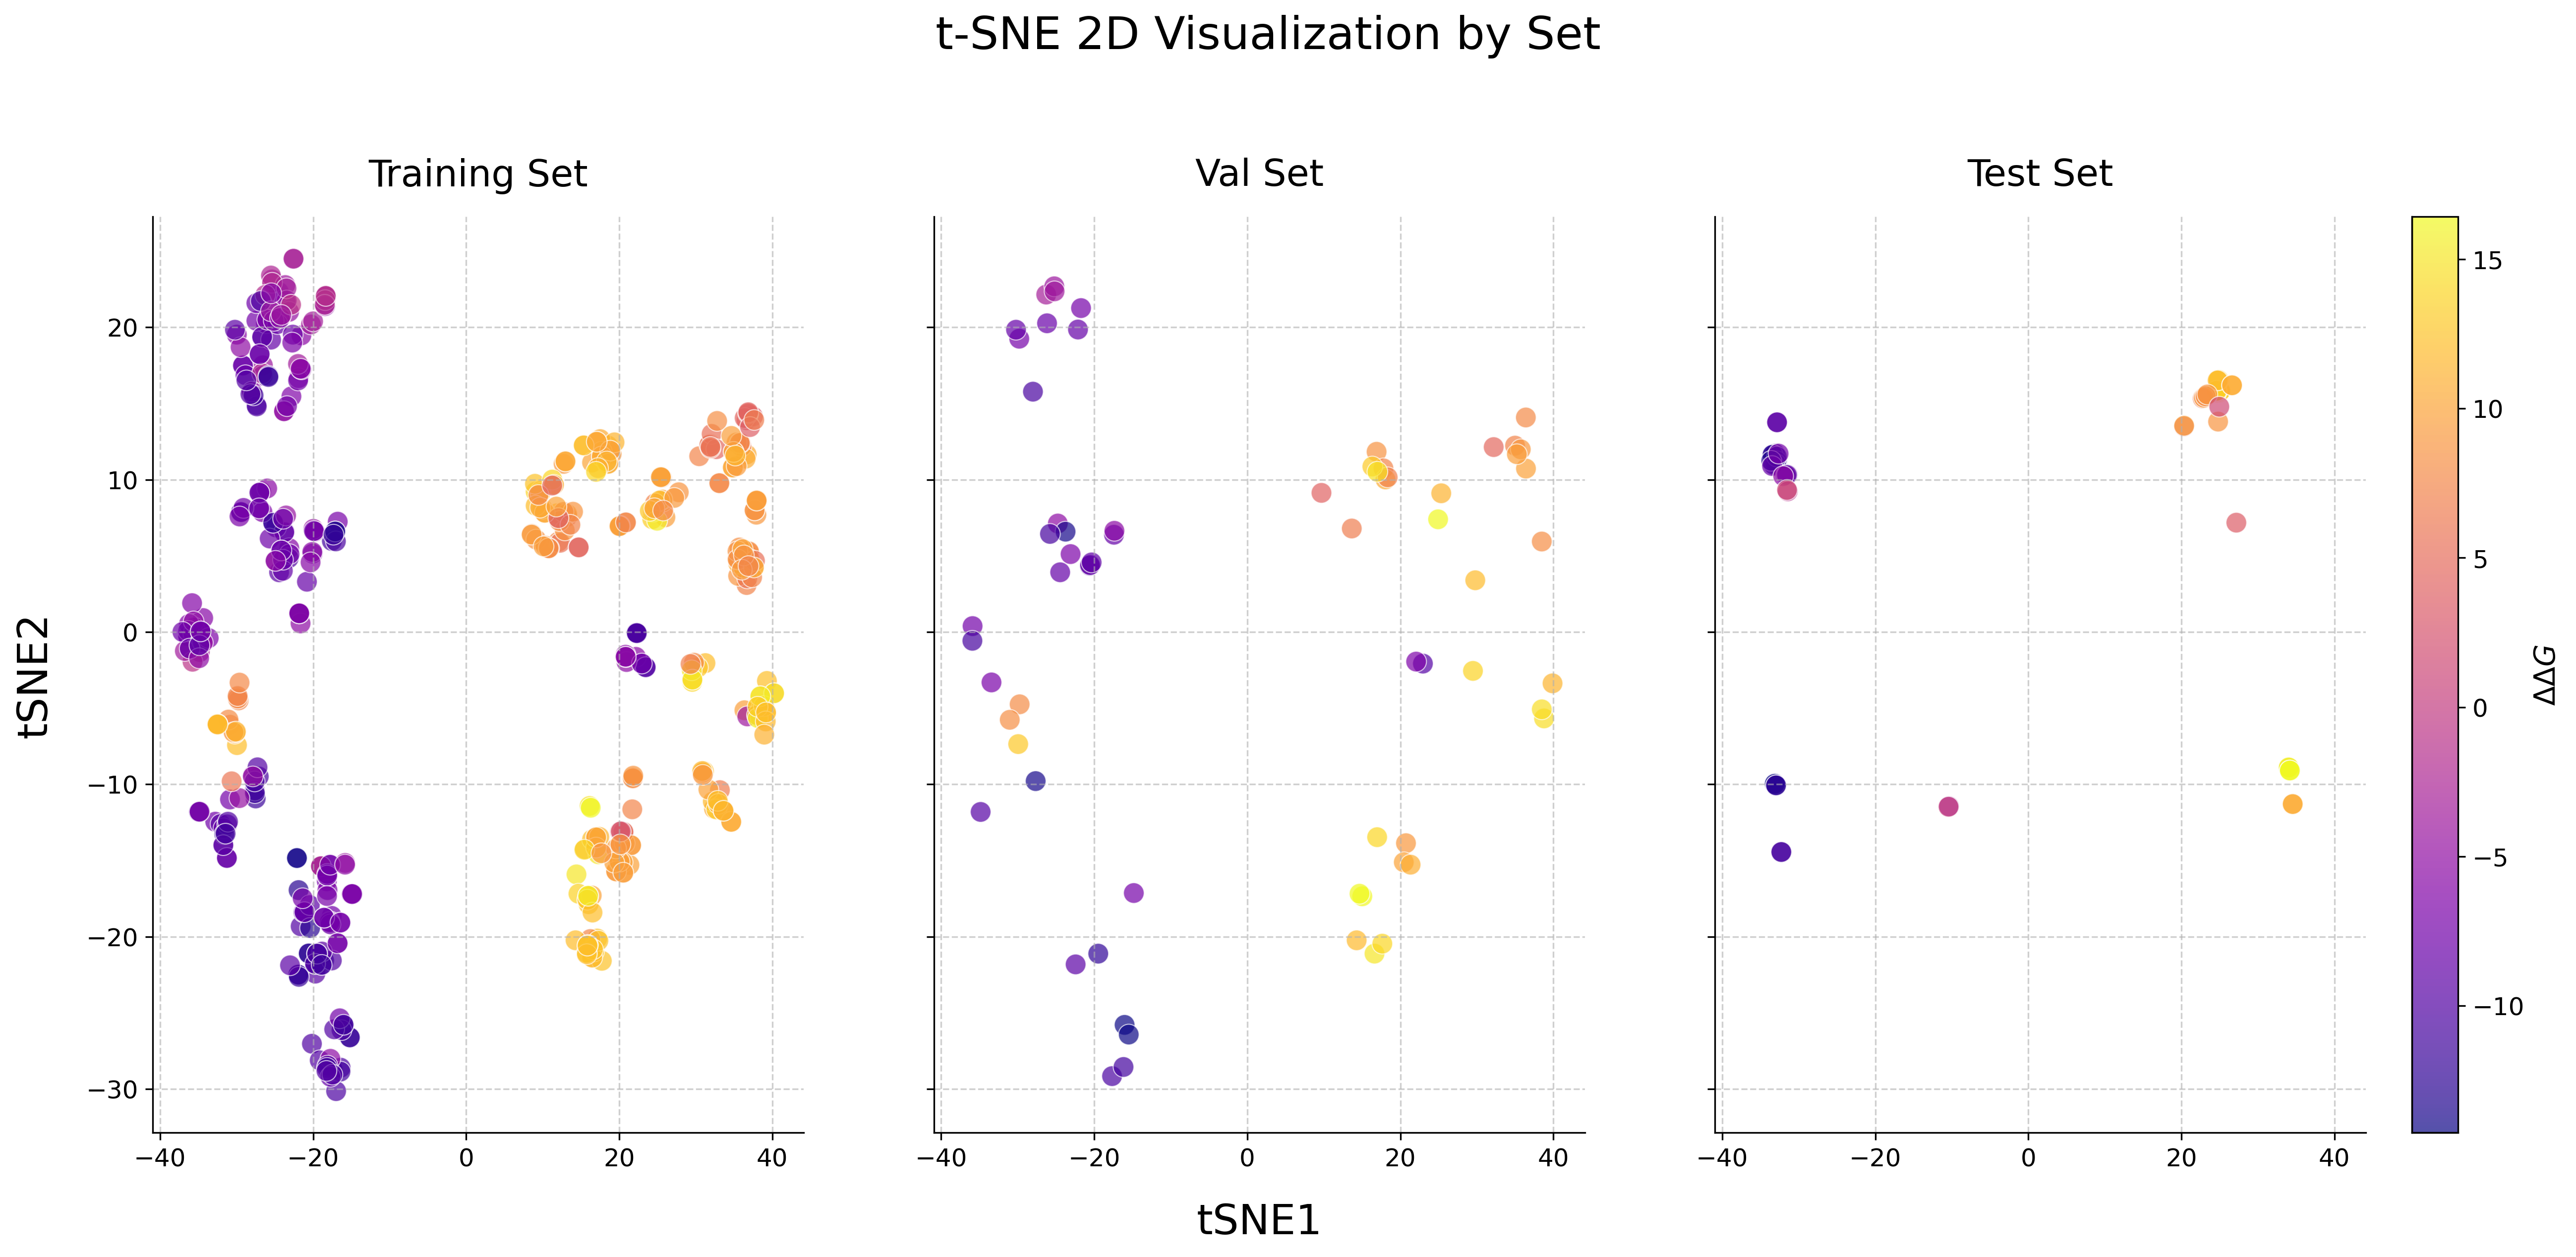 t-SNE 2D Visualization by Set
Training Set
Val Set
Test Set
20
10
0
−10
−20
−30
tSNE2
−40 −20 0 20 40
−40 −20 0 20 40
−40 −20 0 20 40
tSNE1
15
10
5
0
−5
−10
ΔΔG